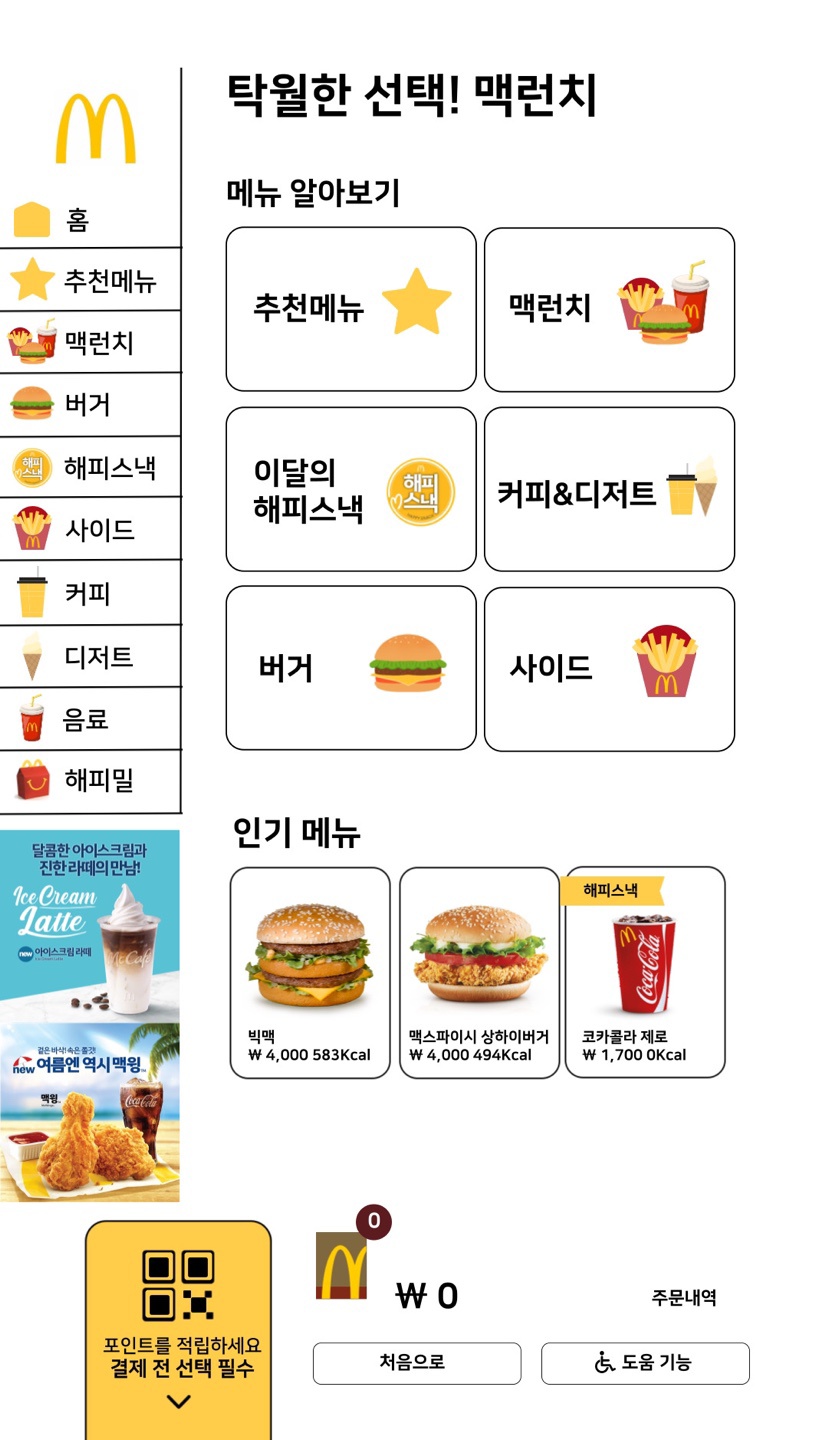 탁월한 선택! 맥런치
홈
추천메뉴
맥런치
버거
해피스낵
사이드
커피
디저트
음료
해피밀
메뉴 알아보기
추천메뉴
맥런치
이달의
해피스낵
해피
스낵
커피&디저트
버거
사이드
인기 메뉴
빅맥
₩ 4,000 583Kcal
맥스파이시 상하이버거
₩ 4,000 494Kcal
해피스낵
Coca-Cola
코카콜라 제로
₩ 1,700 0Kcal
달콤한 아이스크림과
진한 라떼의 만남!
Ice Cream
Latte
new 아이스크림 라떼
McCafé
겉은 바삭! 속은 쫄깃!
new 여름엔 역시 맥윙
맥윙
Coca-Cola
포인트를 적립하세요
결제 전 선택 필수
0
₩ 0
주문내역
처음으로
도움 기능